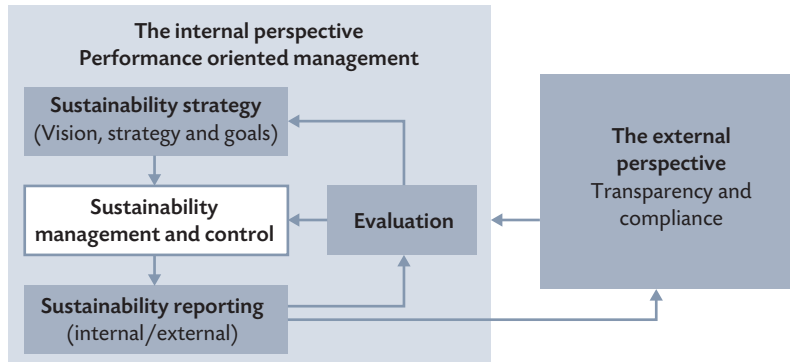 The internal perspective
Performance oriented management
Sustainability strategy
(Vision, strategy and goals)
Sustainability
management and control
Sustainability reporting
(internal/external)
Evaluation
The external
perspective
Transparency and
compliance